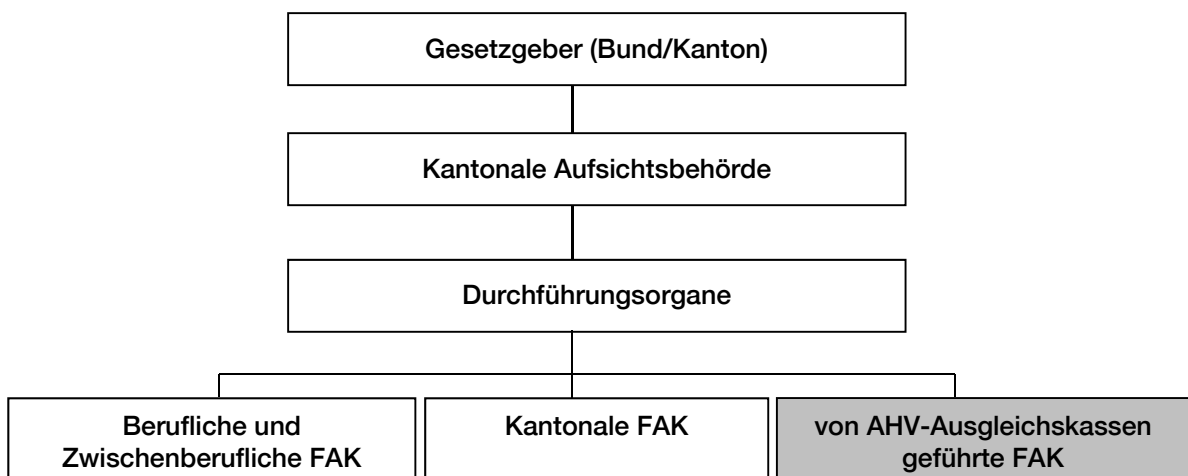 Gesetzgeber (Bund/Kanton)
Kantonale Aufsichtsbehörde
Durchführungsorgane
Berufliche und
Zwischenberufliche FAK
Kantonale FAK
von AHV-Ausgleichskassen
geführte FAK